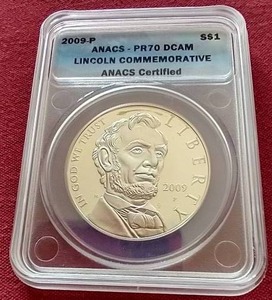 2009-P S$1
ANACS - PR70 DCAM
LINCOLN COMMEMORATIVE
ANACS Certified
IN GOD WE TRUST
LIBERTY
2009
P